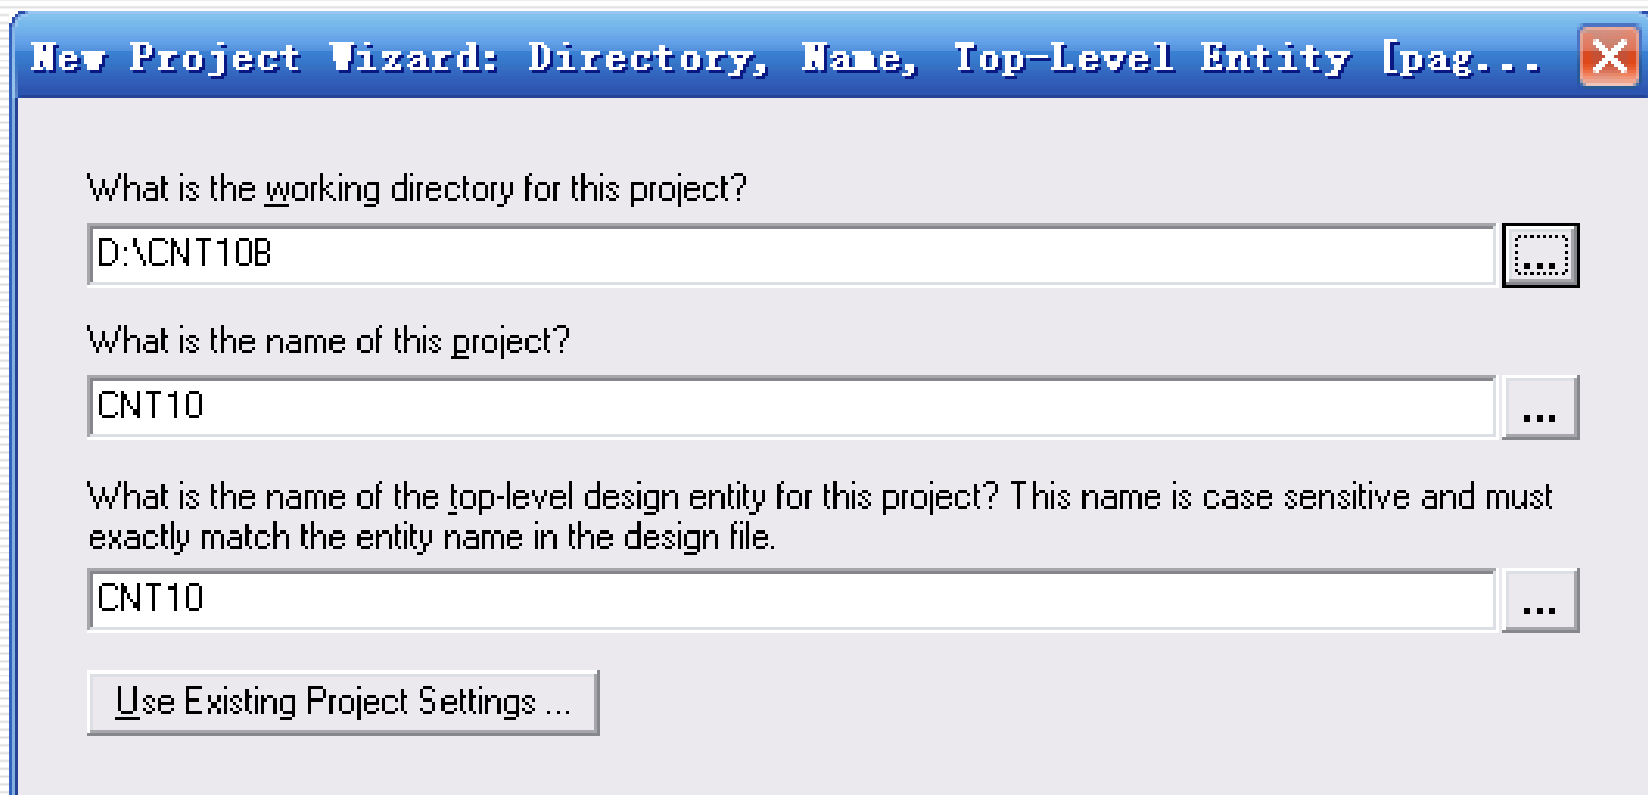 New Project Wizard: Directory, Name, Top-Level Entity [pag...
What is the working directory for this project?
D:\CNT10B
...
What is the name of this project?
CNT10
...
What is the name of the top-level design entity for this project? This name is case sensitive and must
exactly match the entity name in the design file.
CNT10
...
Use Existing Project Settings ...